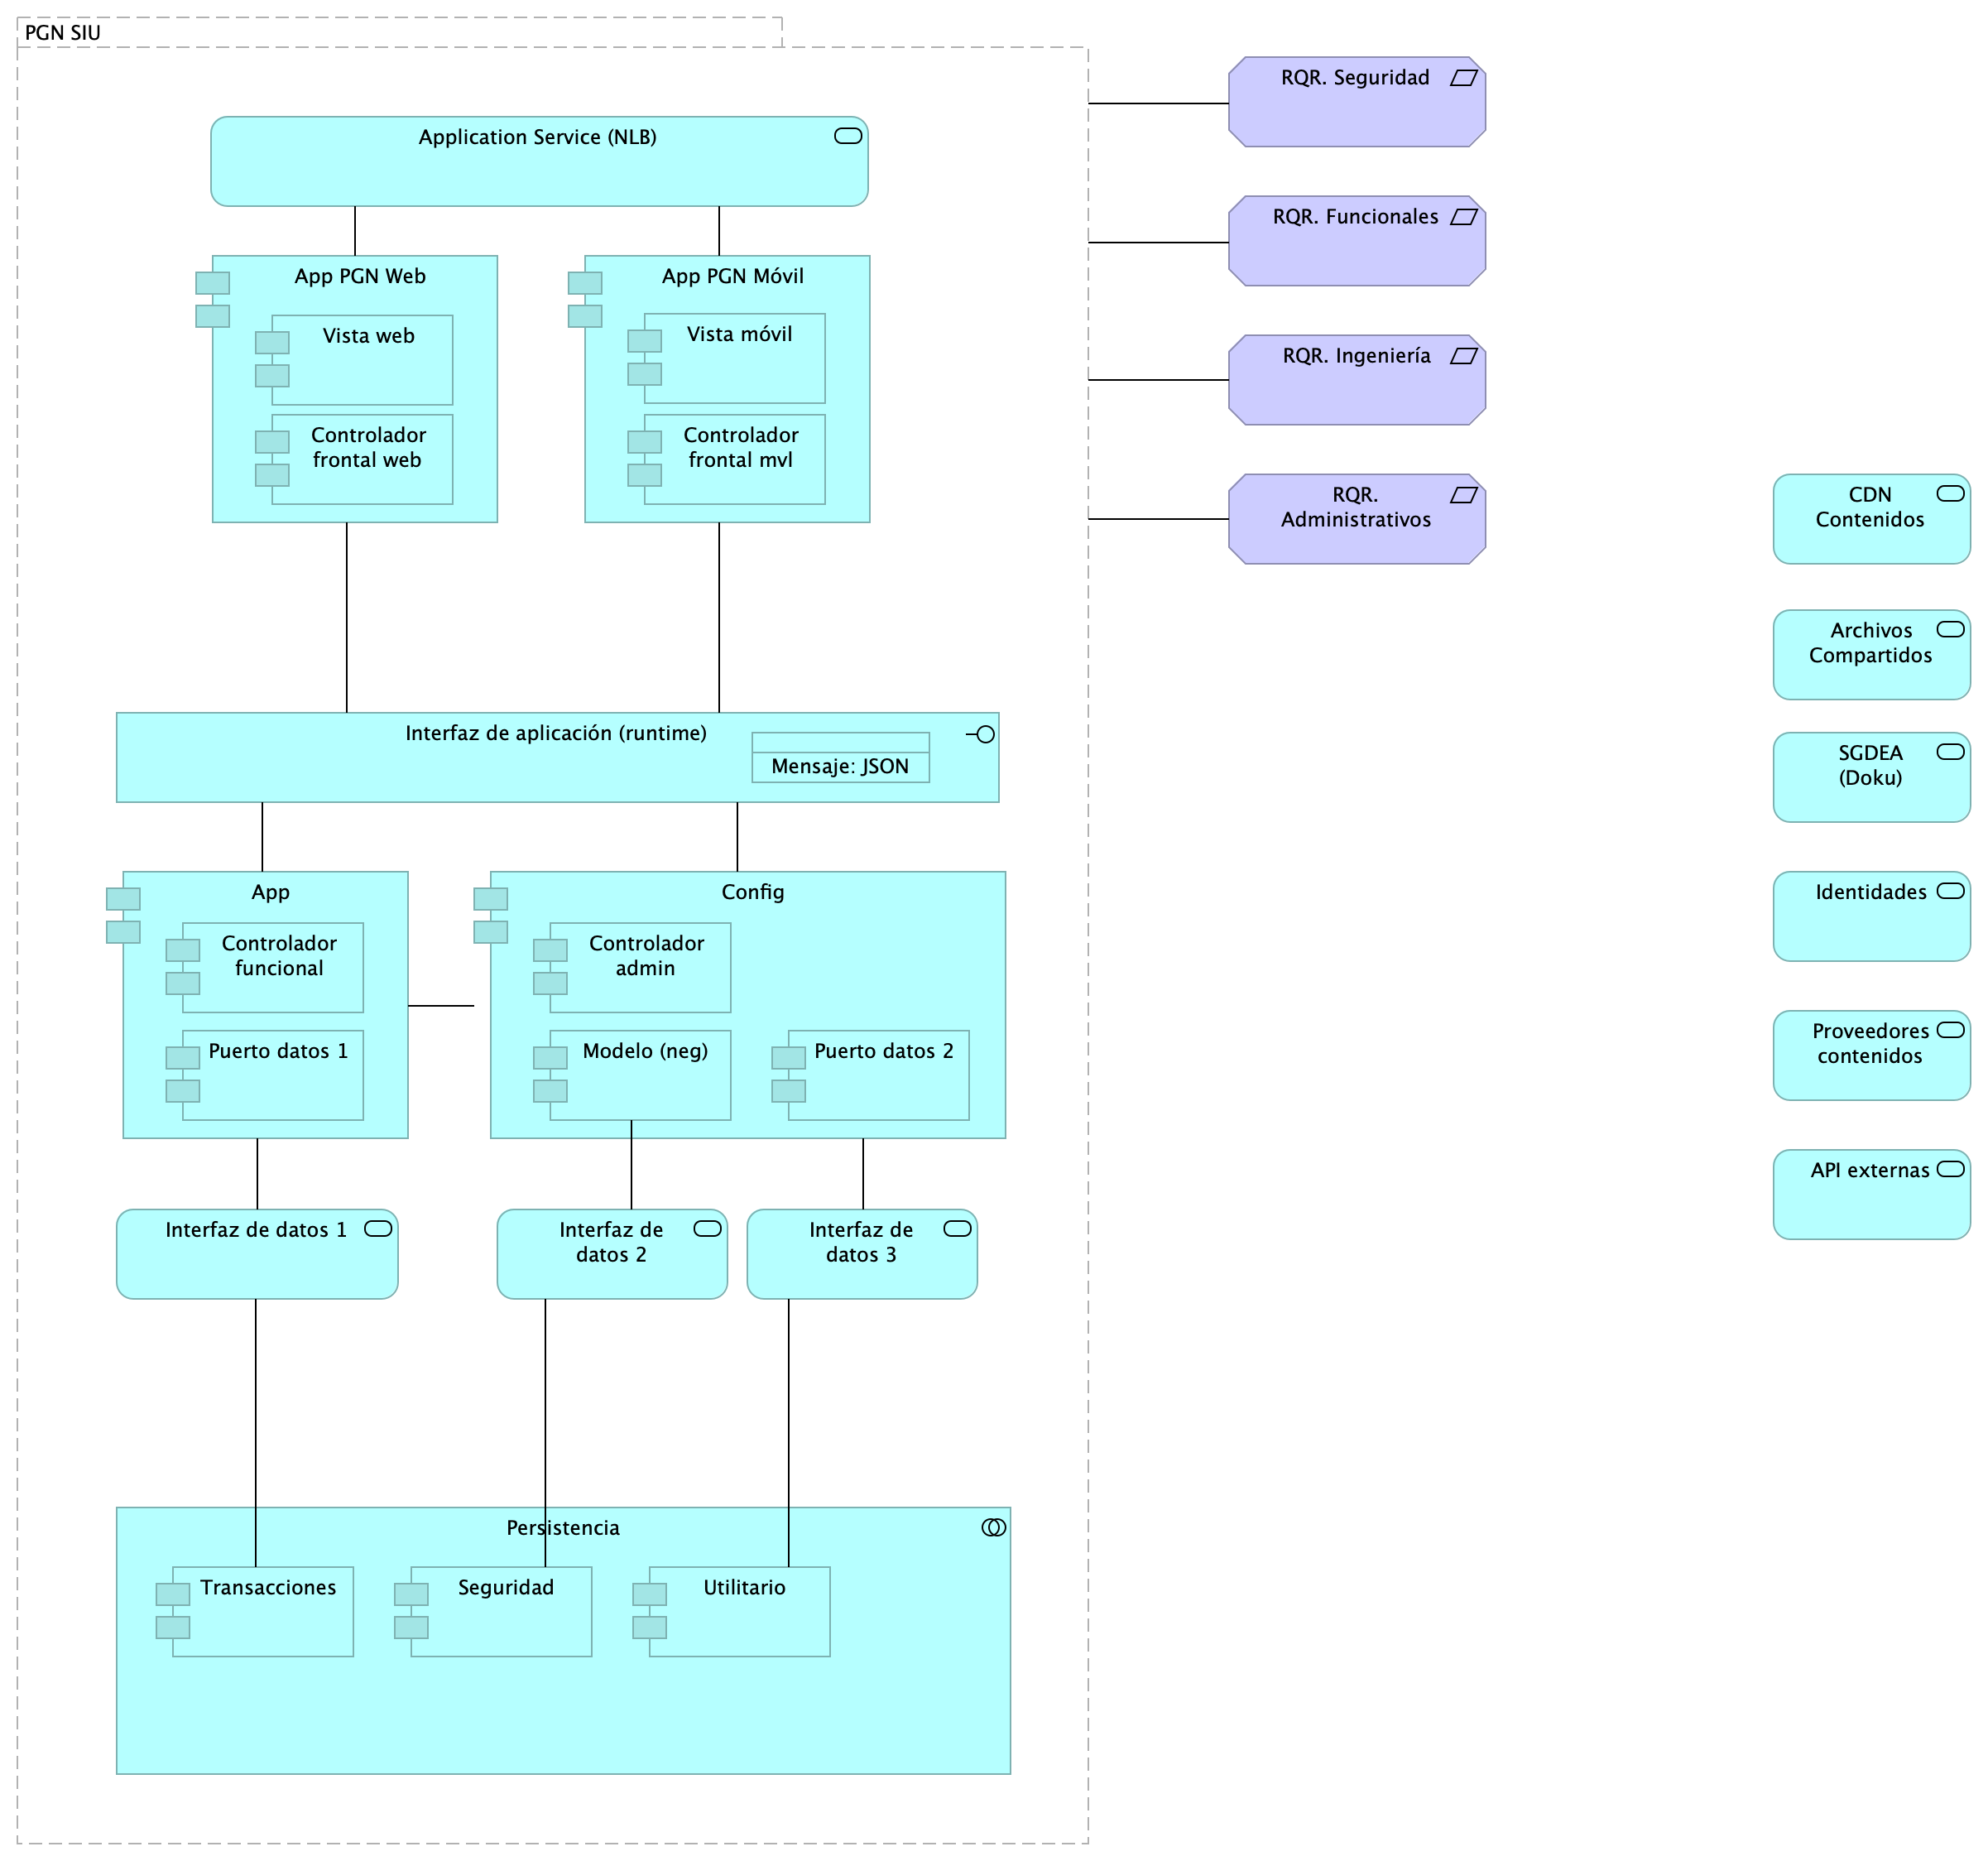 PGN SIU
Application Service (NLB)
App PGN Web
Vista web
Controlador
frontal web
App PGN Móvil
Vista móvil
Controlador
frontal mvl
Interfaz de aplicación (runtime)
Mensaje: JSON
App
Controlador
funcional
Puerto datos 1
Config
Controlador
admin
Modelo (neg)
Puerto datos 2
Interfaz de datos 1
Interfaz de
datos 2
Interfaz de
datos 3
Persistencia
Transacciones
Seguridad
Utilitario
RQR. Seguridad
RQR. Funcionales
RQR. Ingeniería
RQR.
Administrativos
CDN
Contenidos
Archivos
Compartidos
SGDEA
(Doku)
Identidades
Proveedores
contenidos
API externas